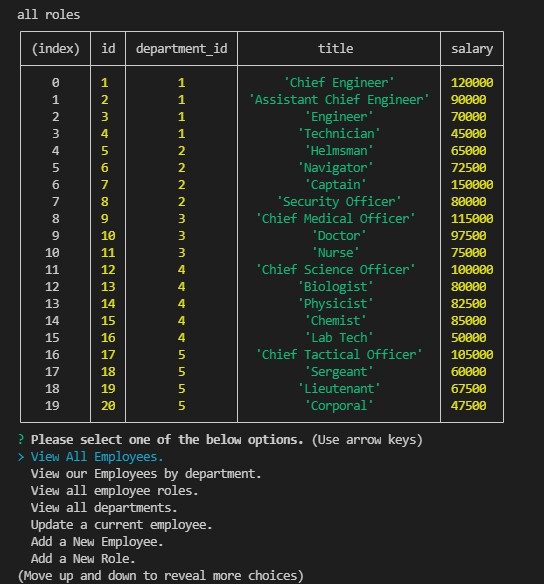 all roles
(index) id department_id title salary
0 1 1 'Chief Engineer' 120000
1 2 1 'Assistant Chief Engineer' 90000
2 3 1 'Engineer' 70000
3 4 1 'Technician' 45000
4 5 2 'Helmsman' 65000
5 6 2 'Navigator' 72500
6 7 2 'Captain' 150000
7 8 2 'Security Officer' 80000
8 9 3 'Chief Medical Officer' 115000
9 10 3 'Doctor' 97500
10 11 3 'Nurse' 75000
11 12 4 'Chief Science Officer' 100000
12 13 4 'Biologist' 80000
13 14 4 'Physicist' 82500
14 15 4 'Chemist' 85000
15 16 4 'Lab Tech' 50000
16 17 5 'Chief Tactical Officer' 105000
17 18 5 'Sergeant' 60000
18 19 5 'Lieutenant' 67500
19 20 5 'Corporal' 47500
? Please select one of the below options. (Use arrow keys)
> View All Employees.
View our Employees by department.
View all employee roles.
View all departments.
Update a current employee.
Add a New Employee.
Add a New Role.
(Move up and down to reveal more choices)